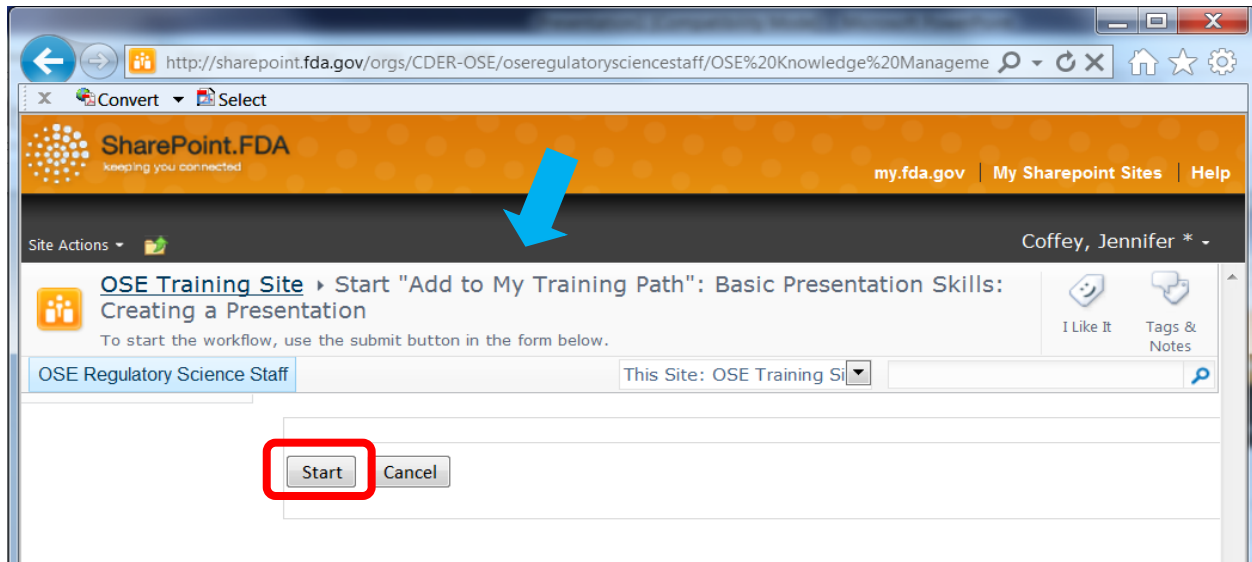 http://sharepoint.fda.gov/orgs/CDER-OSE/oseregulatorysciencestaff/OSE%20Knowledge%20Manageme
x Convert Select
SharePoint.FDA
keeping you connected
my.fda.gov | My Sharepoint Sites | Help
Site Actions
Coffey, Jennifer *
OSE Training Site ▸ Start "Add to My Training Path": Basic Presentation Skills:
Creating a Presentation
To start the workflow, use the submit button in the form below.
I Like It
Tags &
Notes
OSE Regulatory Science Staff
This Site: OSE Training Si
Start Cancel